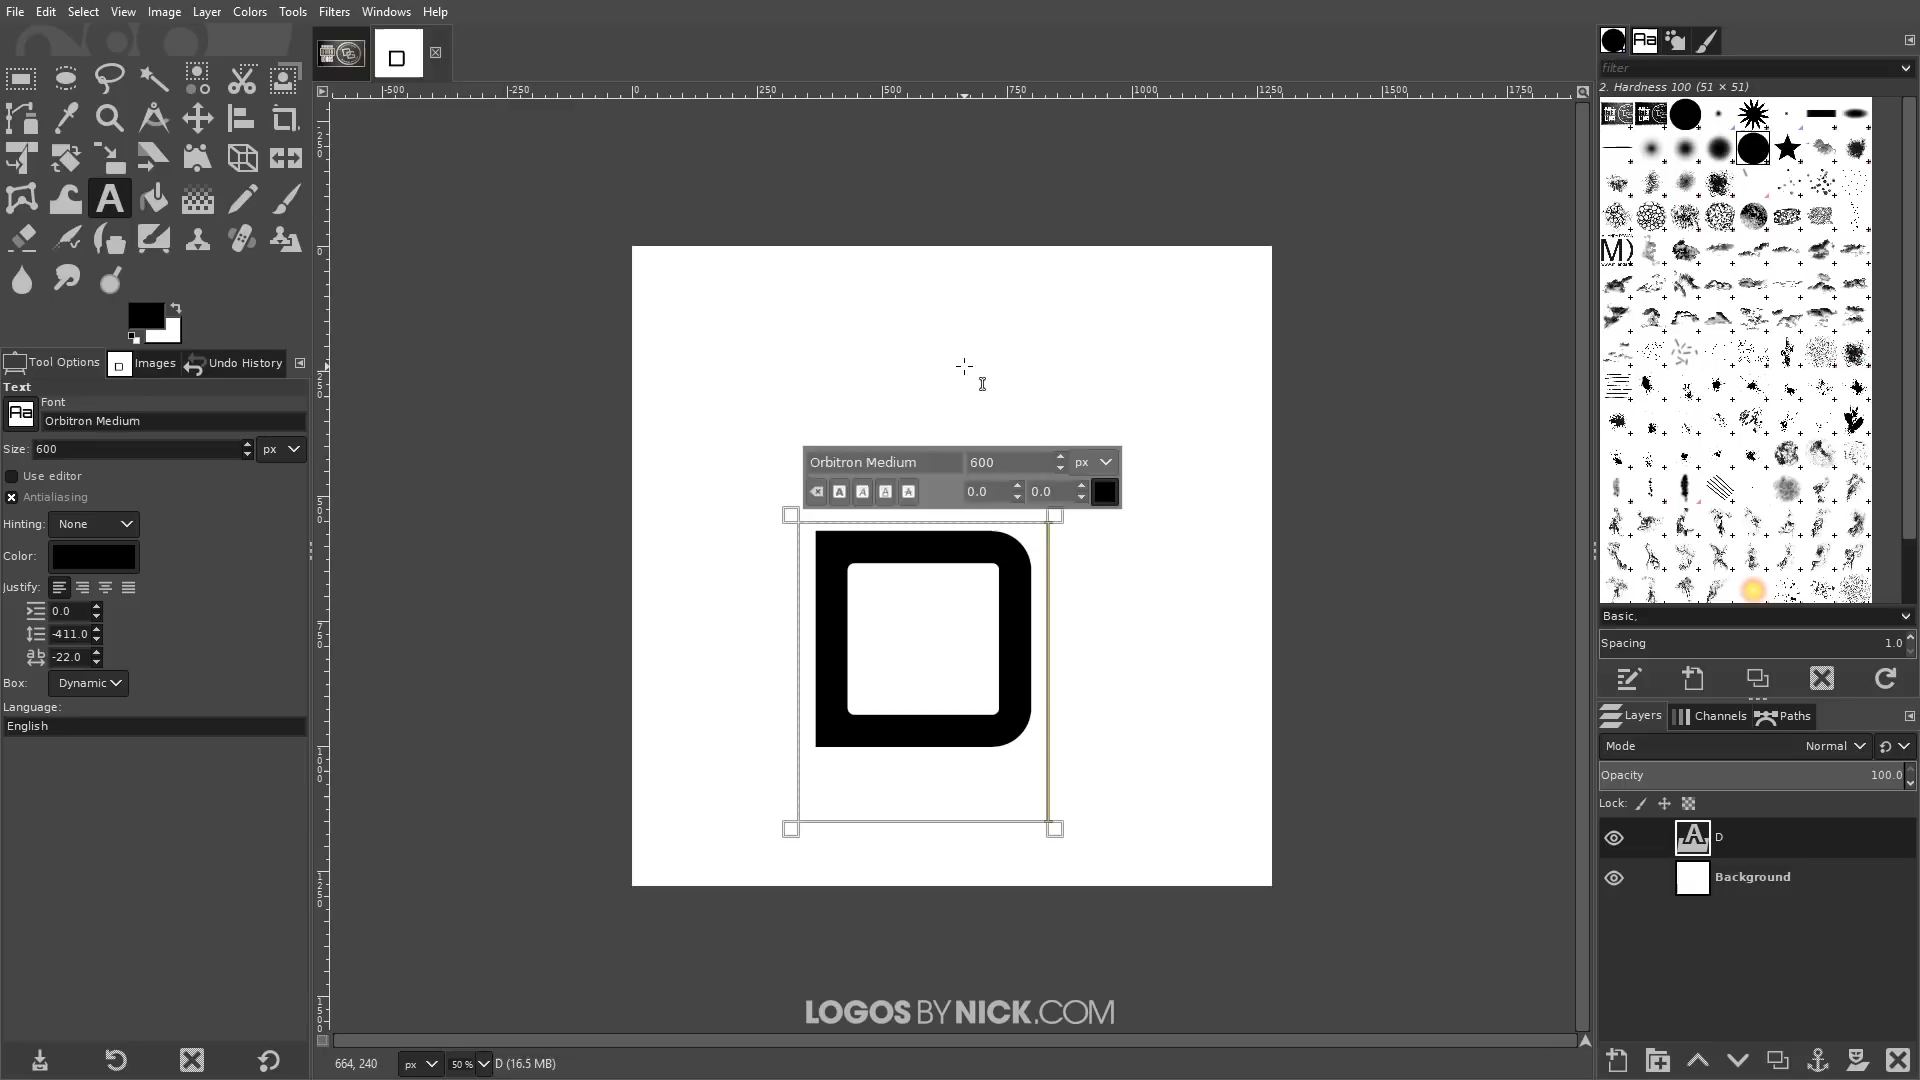 File Edit Select View Image Layer Colors Tools Filters Windows Help
-500 -250 0 250 500 750 1000 1250 1500 1750
filter
2. Hardness 100 (51 × 51)
Tool Options Images Undo History
Text
Aa Font
Orbitron Medium
Size: 600 px
Use editor
Antialiasing
Hinting: None
Color:
Justify:
0.0
-411.0
-22.0
Box: Dynamic
Language:
English
Orbitron Medium 600 px
0.0 0.0
D
Basic,
Spacing 1.0
Layers Channels Paths
Mode Normal
Opacity 100.0
Lock:
D
Background
LOGOS BY NICK.COM
664, 240 px 50 % D (16.5 MB)